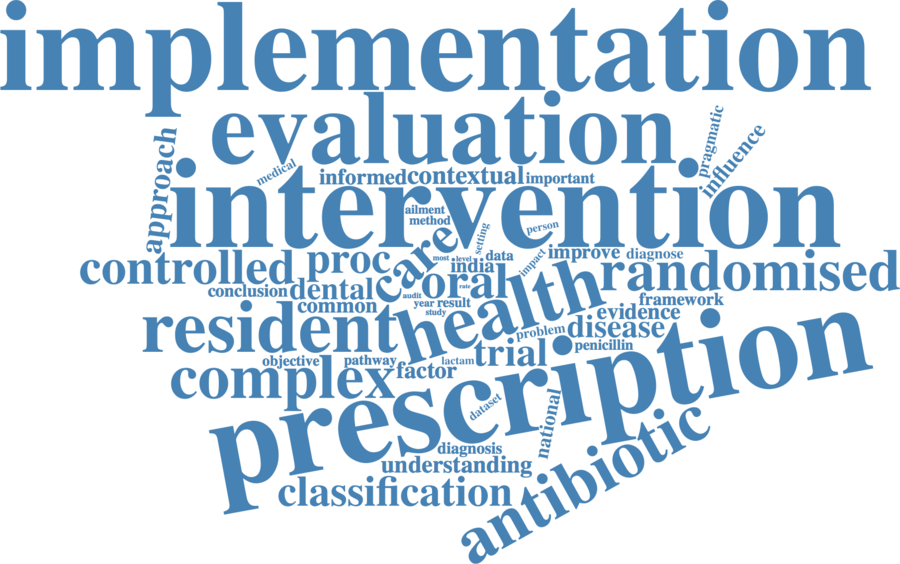 implementation
evaluation
pragmatic
influence
approach
medical
informed
contextual
important
intervention
ailment
method
care
setting
person
most
level
data
india
impact
improve
diagnose
controlled
proc
oral
rate
health
randomised
conclusion
dental
common
audit
year
result
study
framework
evidence
resident
problem
disease
penicillin
objective
pathway
lactam
trial
complex
factor
prescription
dataset
national
diagnosis
understanding
antibiotic
classification